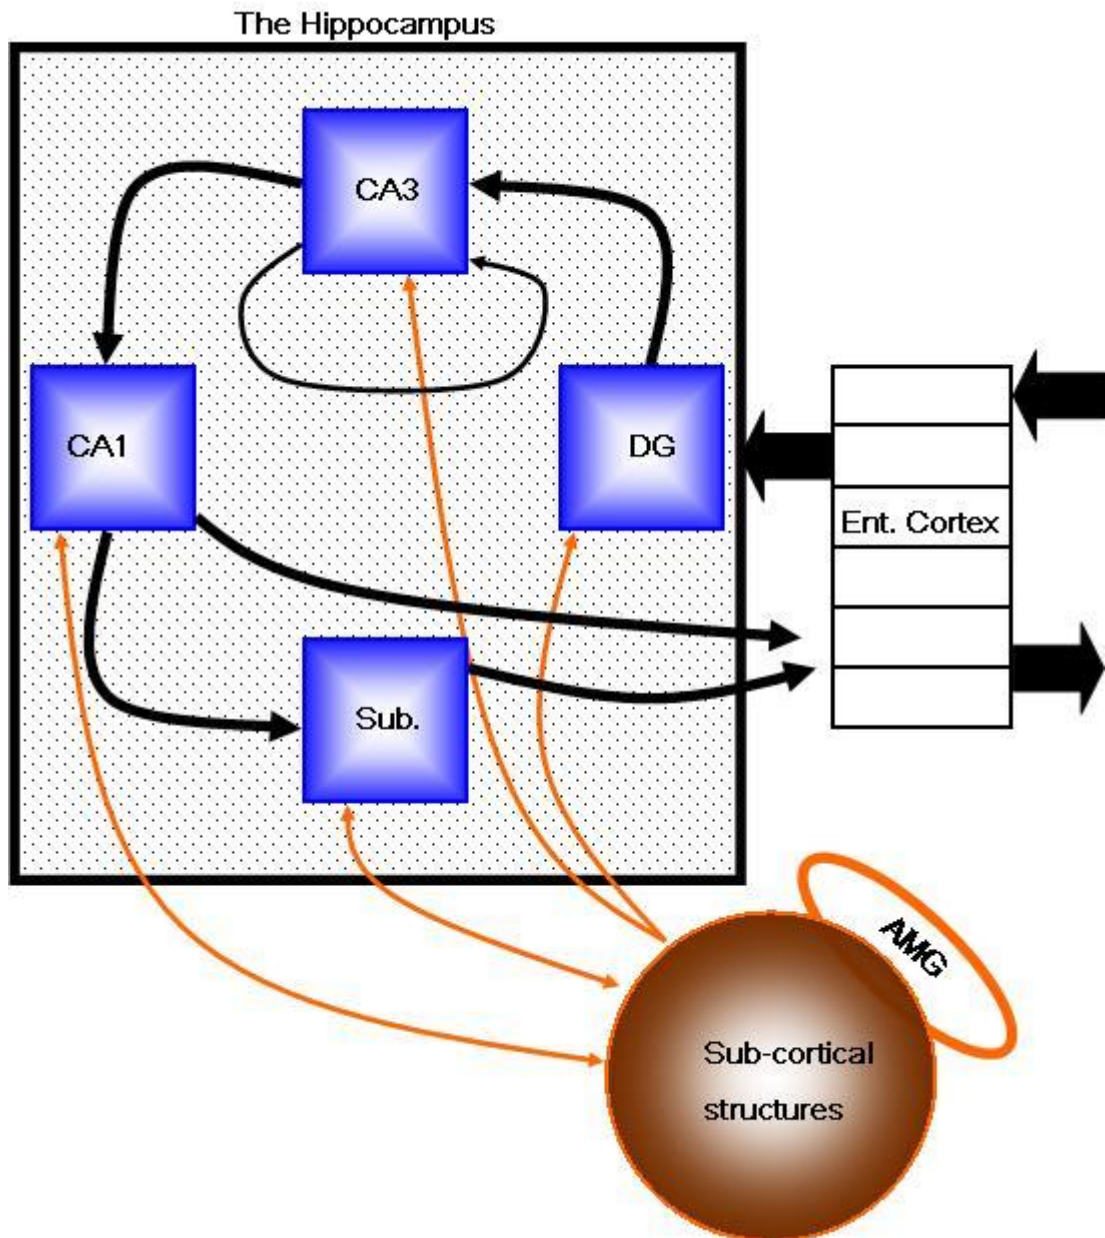 The Hippocampus
CA3
CA1
DG
Ent. Cortex
Sub.
AMG
Sub-cortical
structures